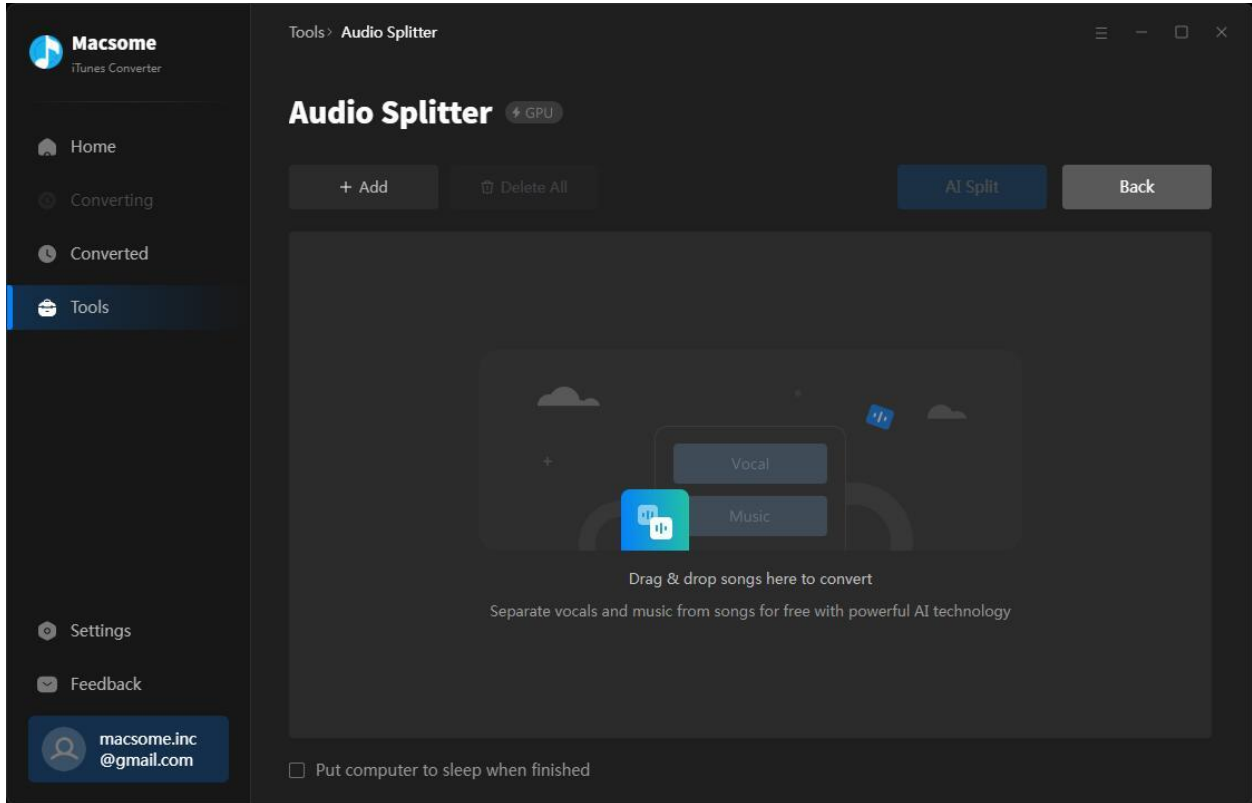 Macsome
iTunes Converter
Home
Converting
Converted
Tools
Settings
Feedback
macsome.inc
@gmail.com
Tools> Audio Splitter
Audio Splitter GPU
+ Add Delete All AI Split Back
Vocal
Music
Drag & drop songs here to convert
Separate vocals and music from songs for free with powerful AI technology
Put computer to sleep when finished